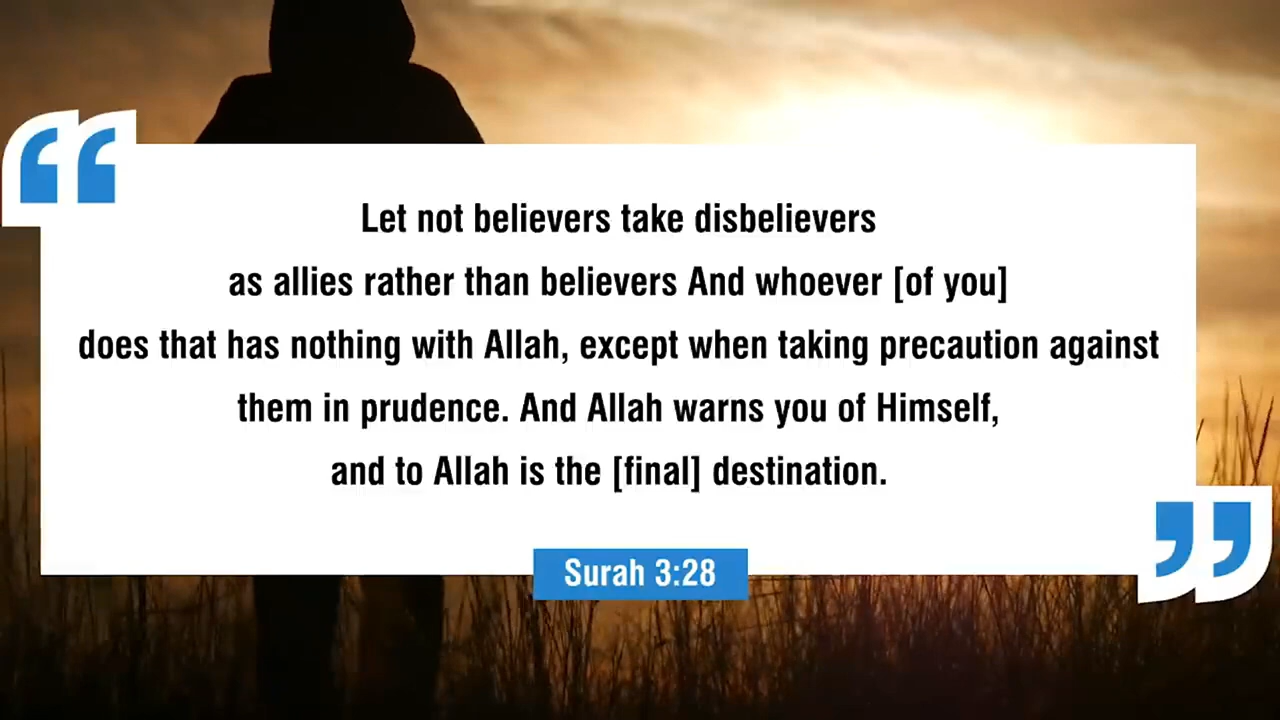 Let not believers take disbelievers
as allies rather than believers And whoever [of you]
does that has nothing with Allah, except when taking precaution against
them in prudence. And Allah warns you of Himself,
and to Allah is the [final] destination.
Surah 3:28